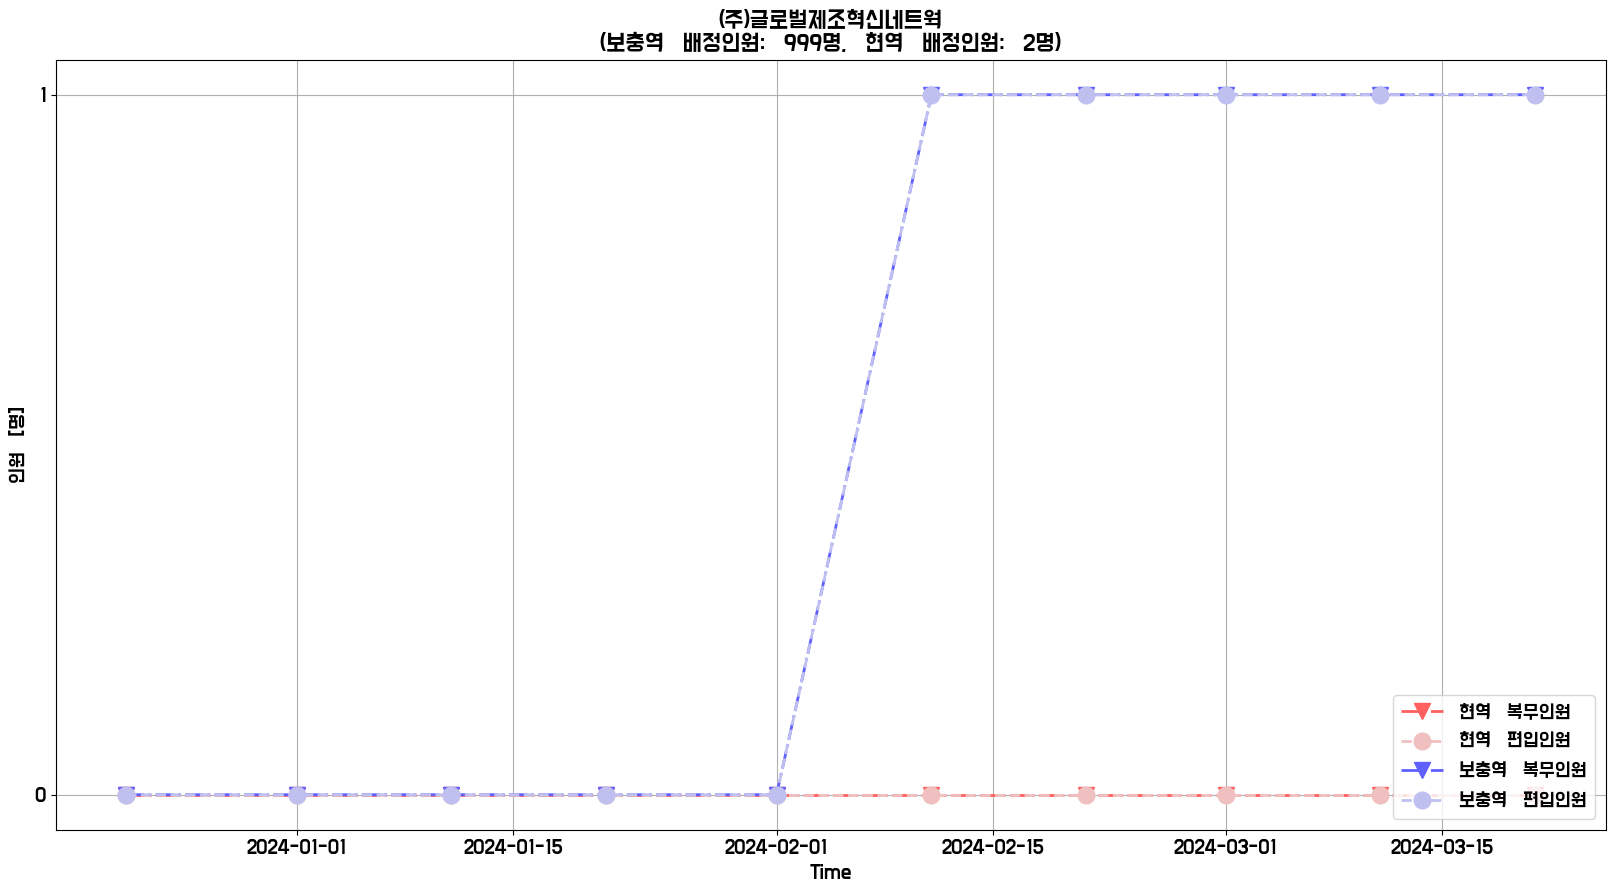 (주)글로벌제조혁신네트웍
(보충역 배정인원: 999명, 현역 배정인원: 2명)
인원 [명]
1
0
현역 복무인원
현역 편입인원
보충역 복무인원
보충역 편입인원
2024-01-01 2024-01-15 2024-02-01 2024-02-15 2024-03-01 2024-03-15
Time